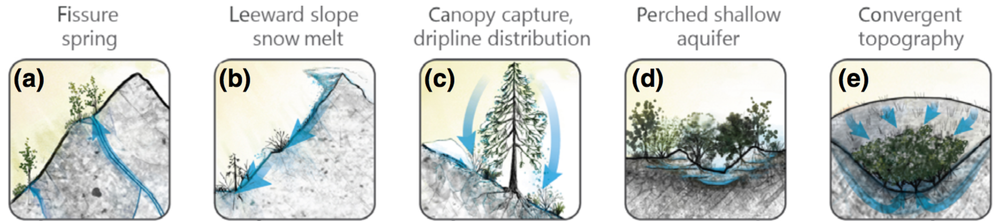 Fissure
spring
Leeward slope
snow melt
Canopy capture,
dripline distribution
Perched shallow
aquifer
Convergent
topography
(a)
(b)
(c)
(d)
(e)